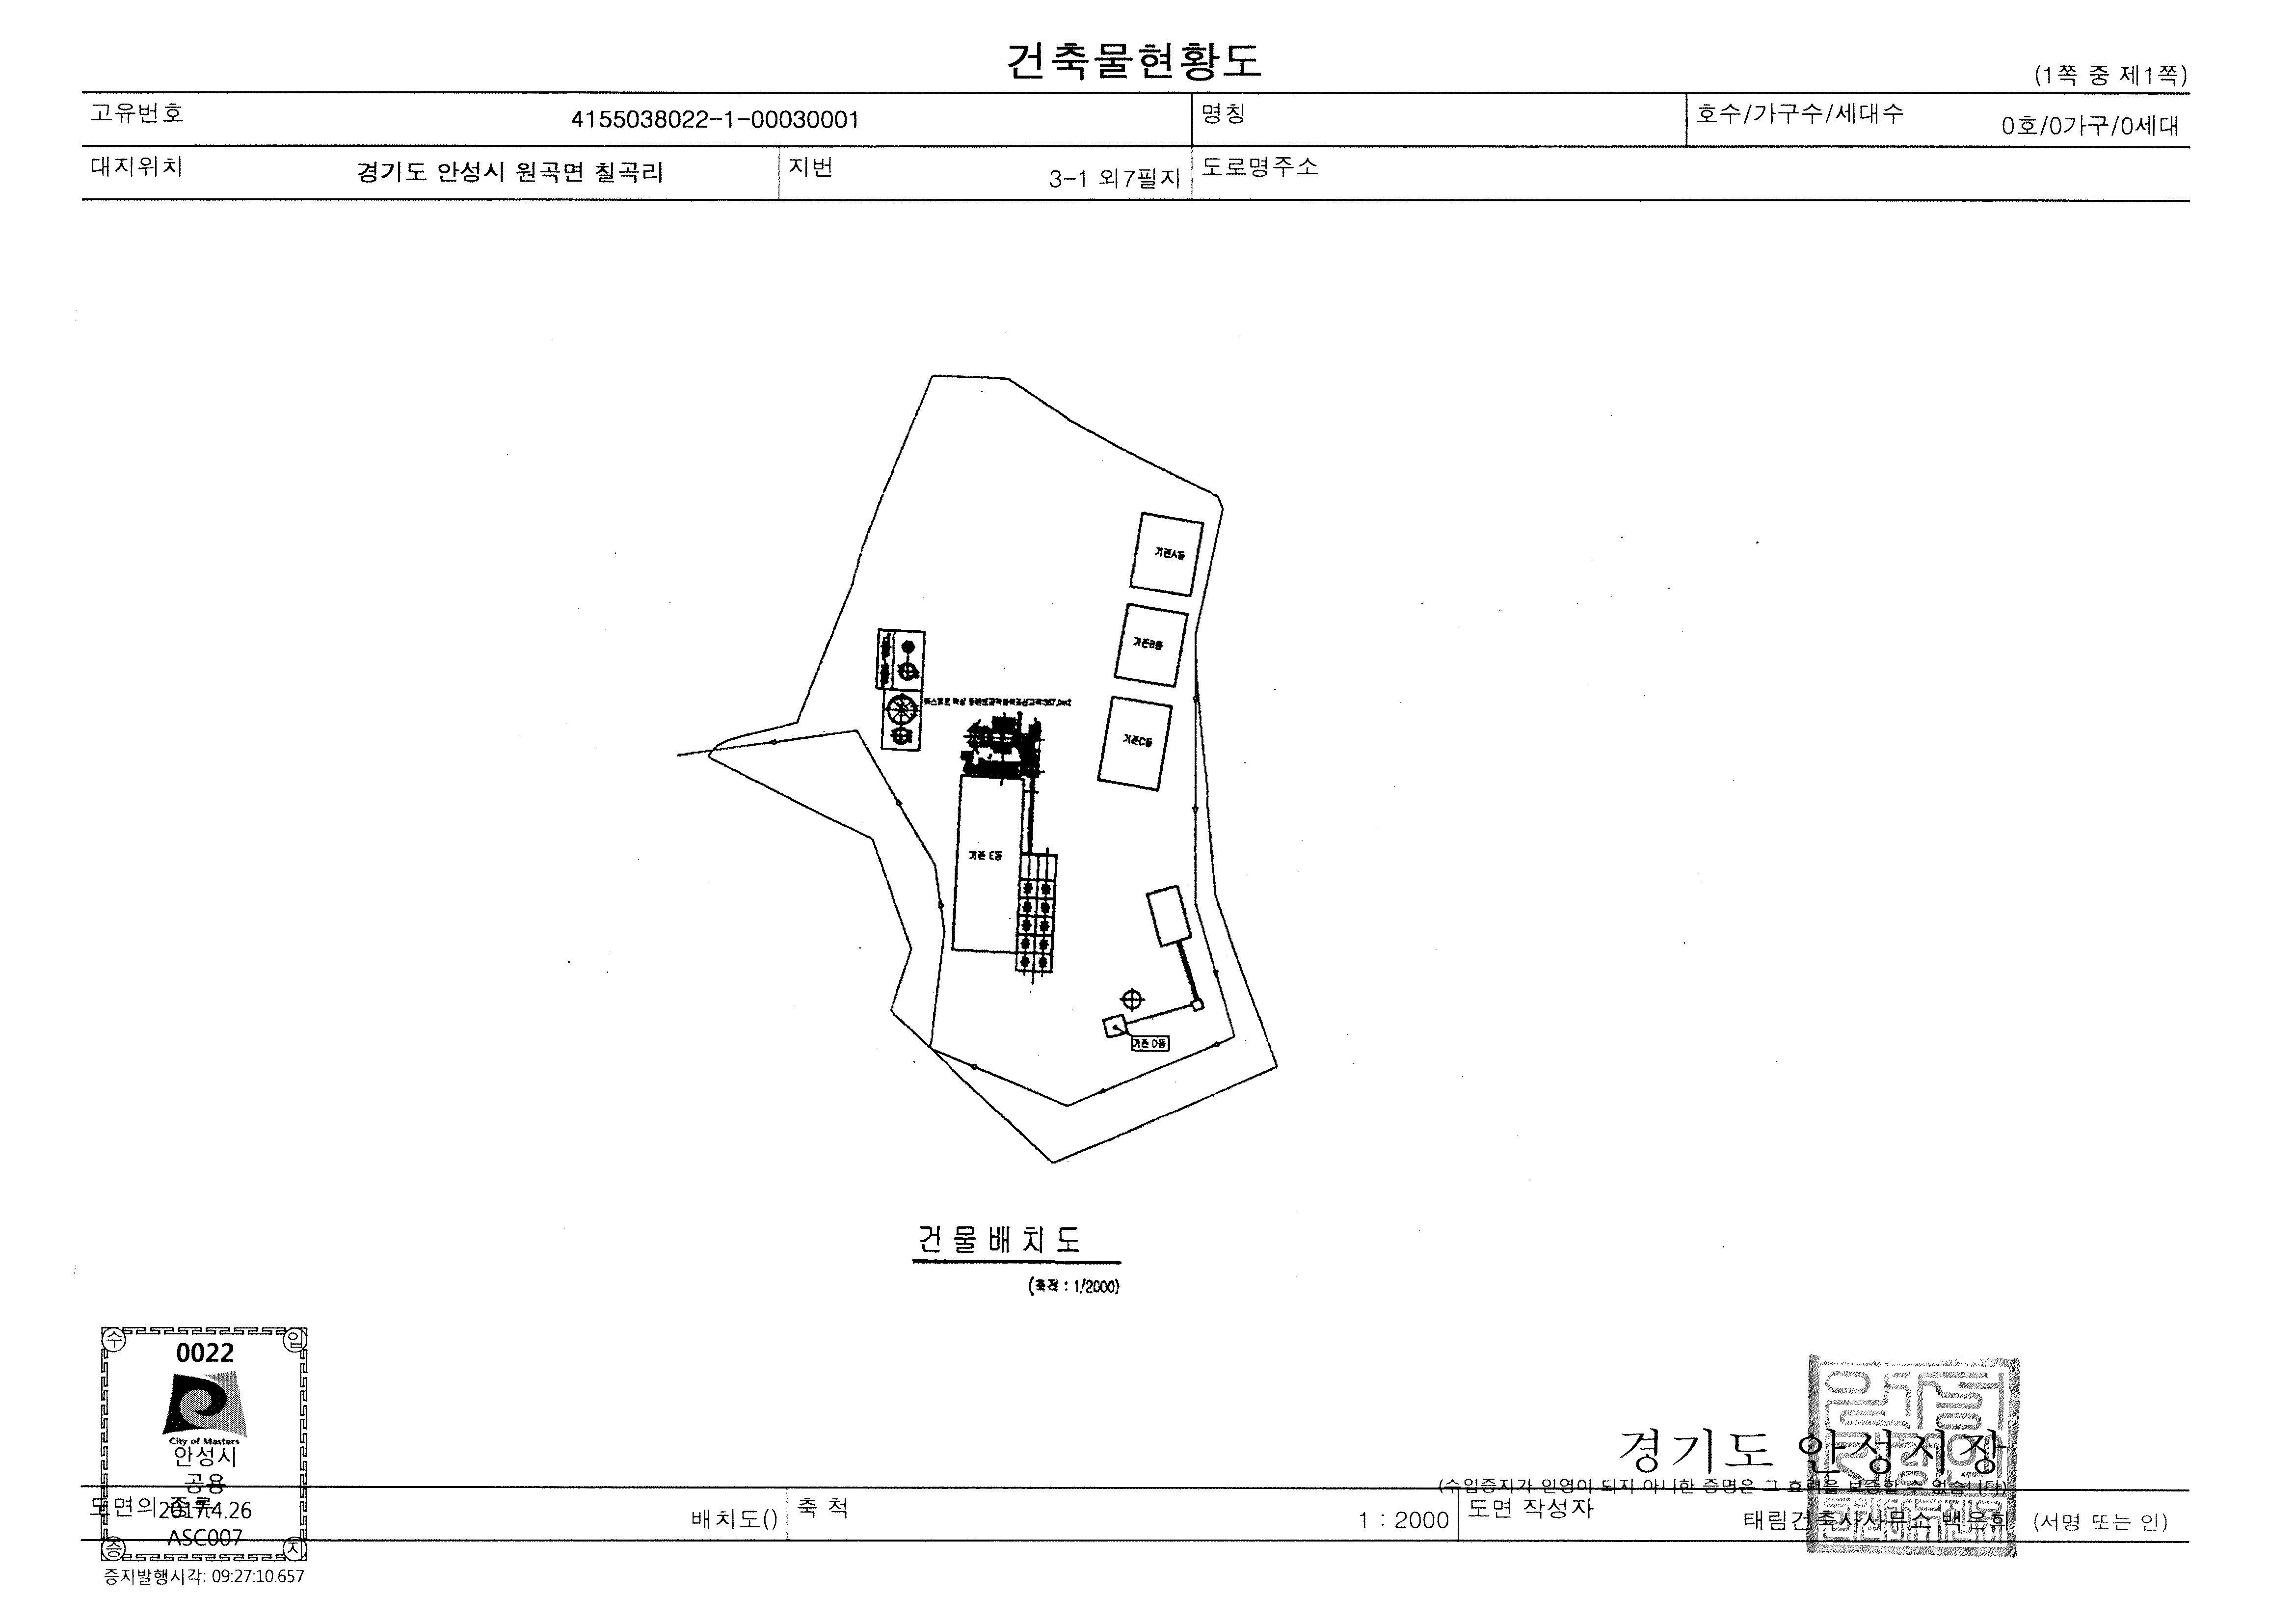 건축물현황도
(1쪽 중 제1쪽)
고유번호 4155038022-1-00030001 명칭 호수/가구수/세대수 0호/0가구/0세대
대지위치 경기도 안성시 원곡면 칠곡리 지번 3-1 외7필지 도로명주소
기존A동
기존B동
기존C동
기존 E동
기존 D동
건물배치도
(축척 : 1/2000)
수 입
0022
City of Masters
안성시
공용
2017.4.26
ASC007
증 지
증지발행시각: 09:27:10.657
경기도 안성시장
(수입증지가 인영이 되지 아니한 증명은 그 효력을 보증할 수 없습니다)
도면의 종류 배치도() 축 척 1 : 2000 도면 작성자 태림건축사사무소 백운희 (서명 또는 인)